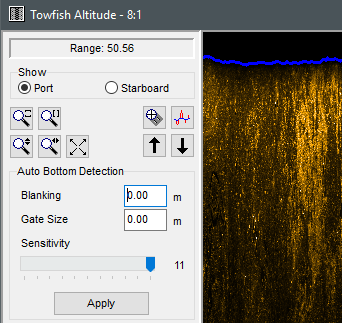 Towfish Altitude - 8:1
Range: 50.56
Show
Port Starboard
Auto Bottom Detection
Blanking 0.00 m
Gate Size 0.00 m
Sensitivity
11
Apply